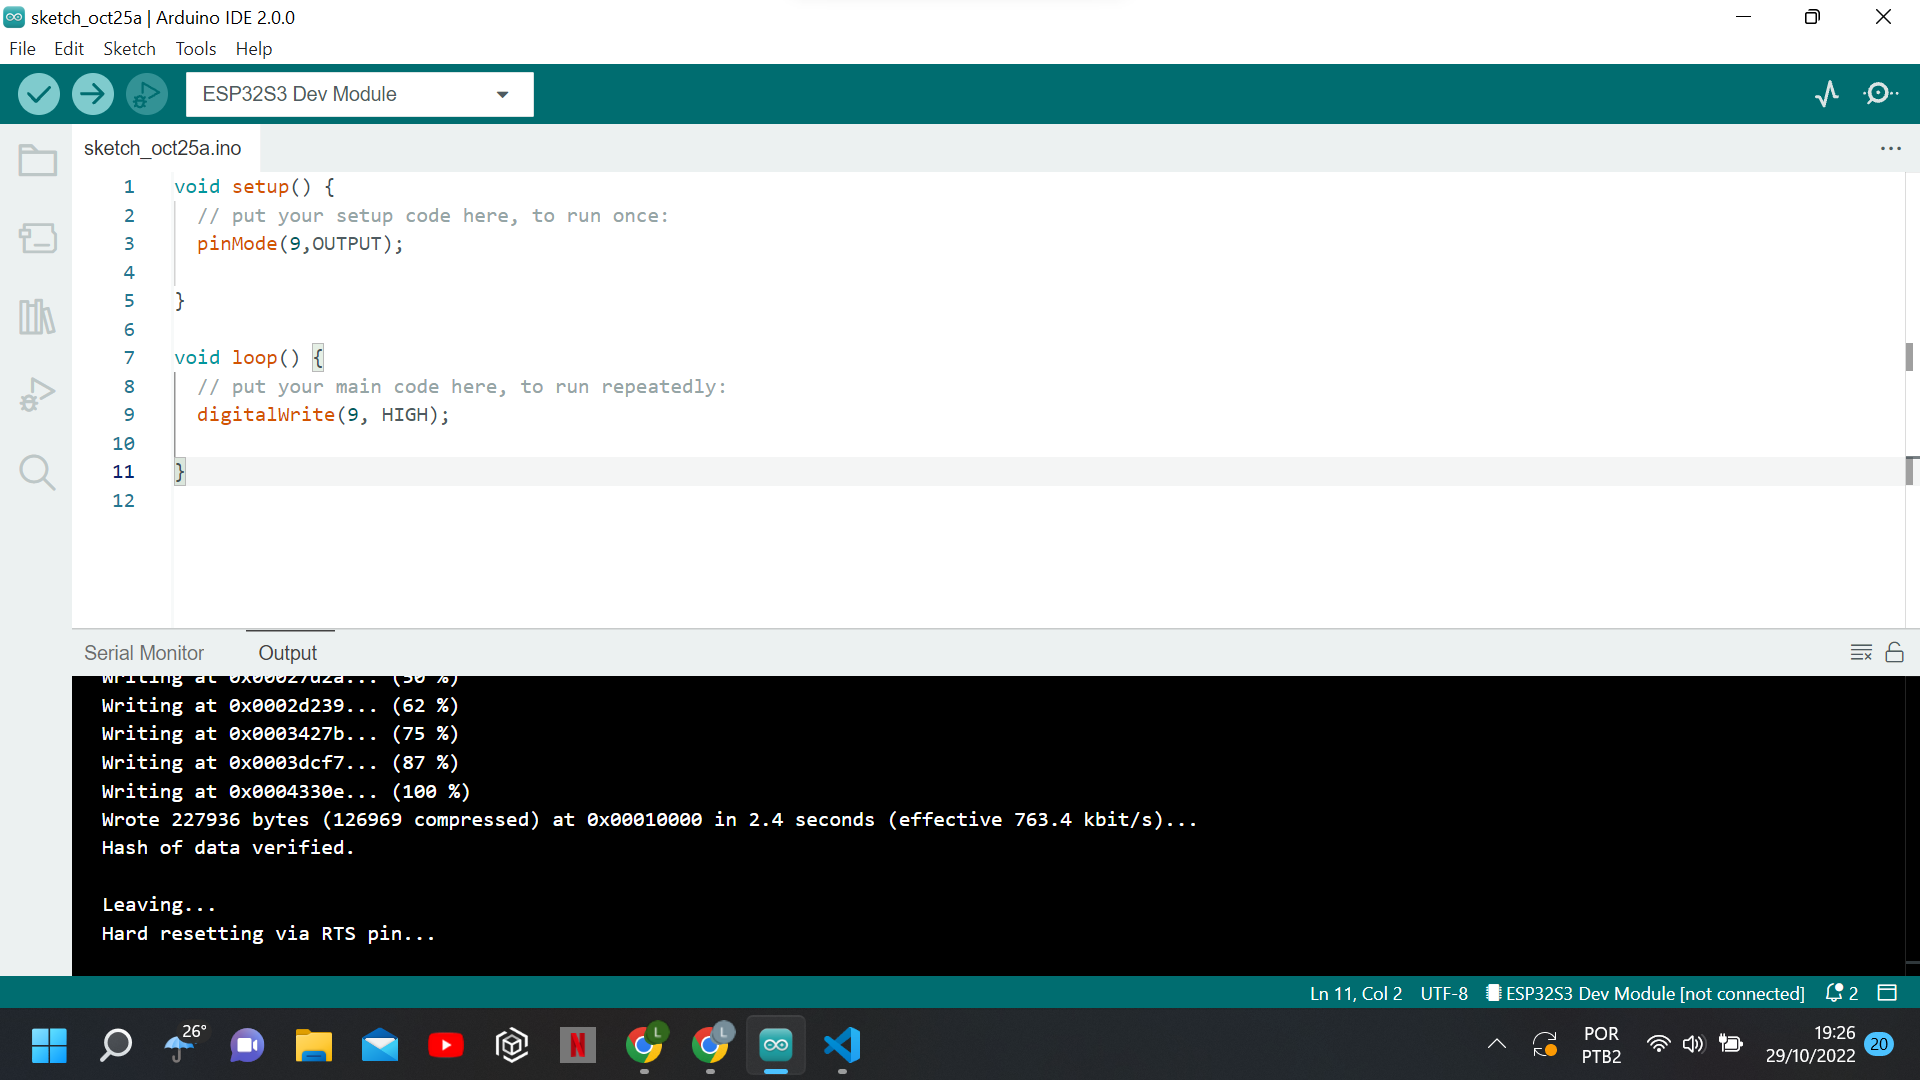 sketch_oct25a | Arduino IDE 2.0.0
File Edit Sketch Tools Help
ESP32S3 Dev Module
sketch_oct25a.ino
1 void setup() {
2 // put your setup code here, to run once:
3 pinMode(9,OUTPUT);
4
5 }
6
7 void loop() {
8 // put your main code here, to run repeatedly:
9 digitalWrite(9, HIGH);
10
11 }
12
Serial Monitor Output
Writing at 0x00027d2a... (50 %)
Writing at 0x0002d239... (62 %)
Writing at 0x0003427b... (75 %)
Writing at 0x0003dcf7... (87 %)
Writing at 0x0004330e... (100 %)
Wrote 227936 bytes (126969 compressed) at 0x00010000 in 2.4 seconds (effective 763.4 kbit/s)...
Hash of data verified.
Leaving...
Hard resetting via RTS pin...
Ln 11, Col 2 UTF-8 ESP32S3 Dev Module [not connected] 2
26°
N
L
L
POR
PTB2
19:26
29/10/2022
20